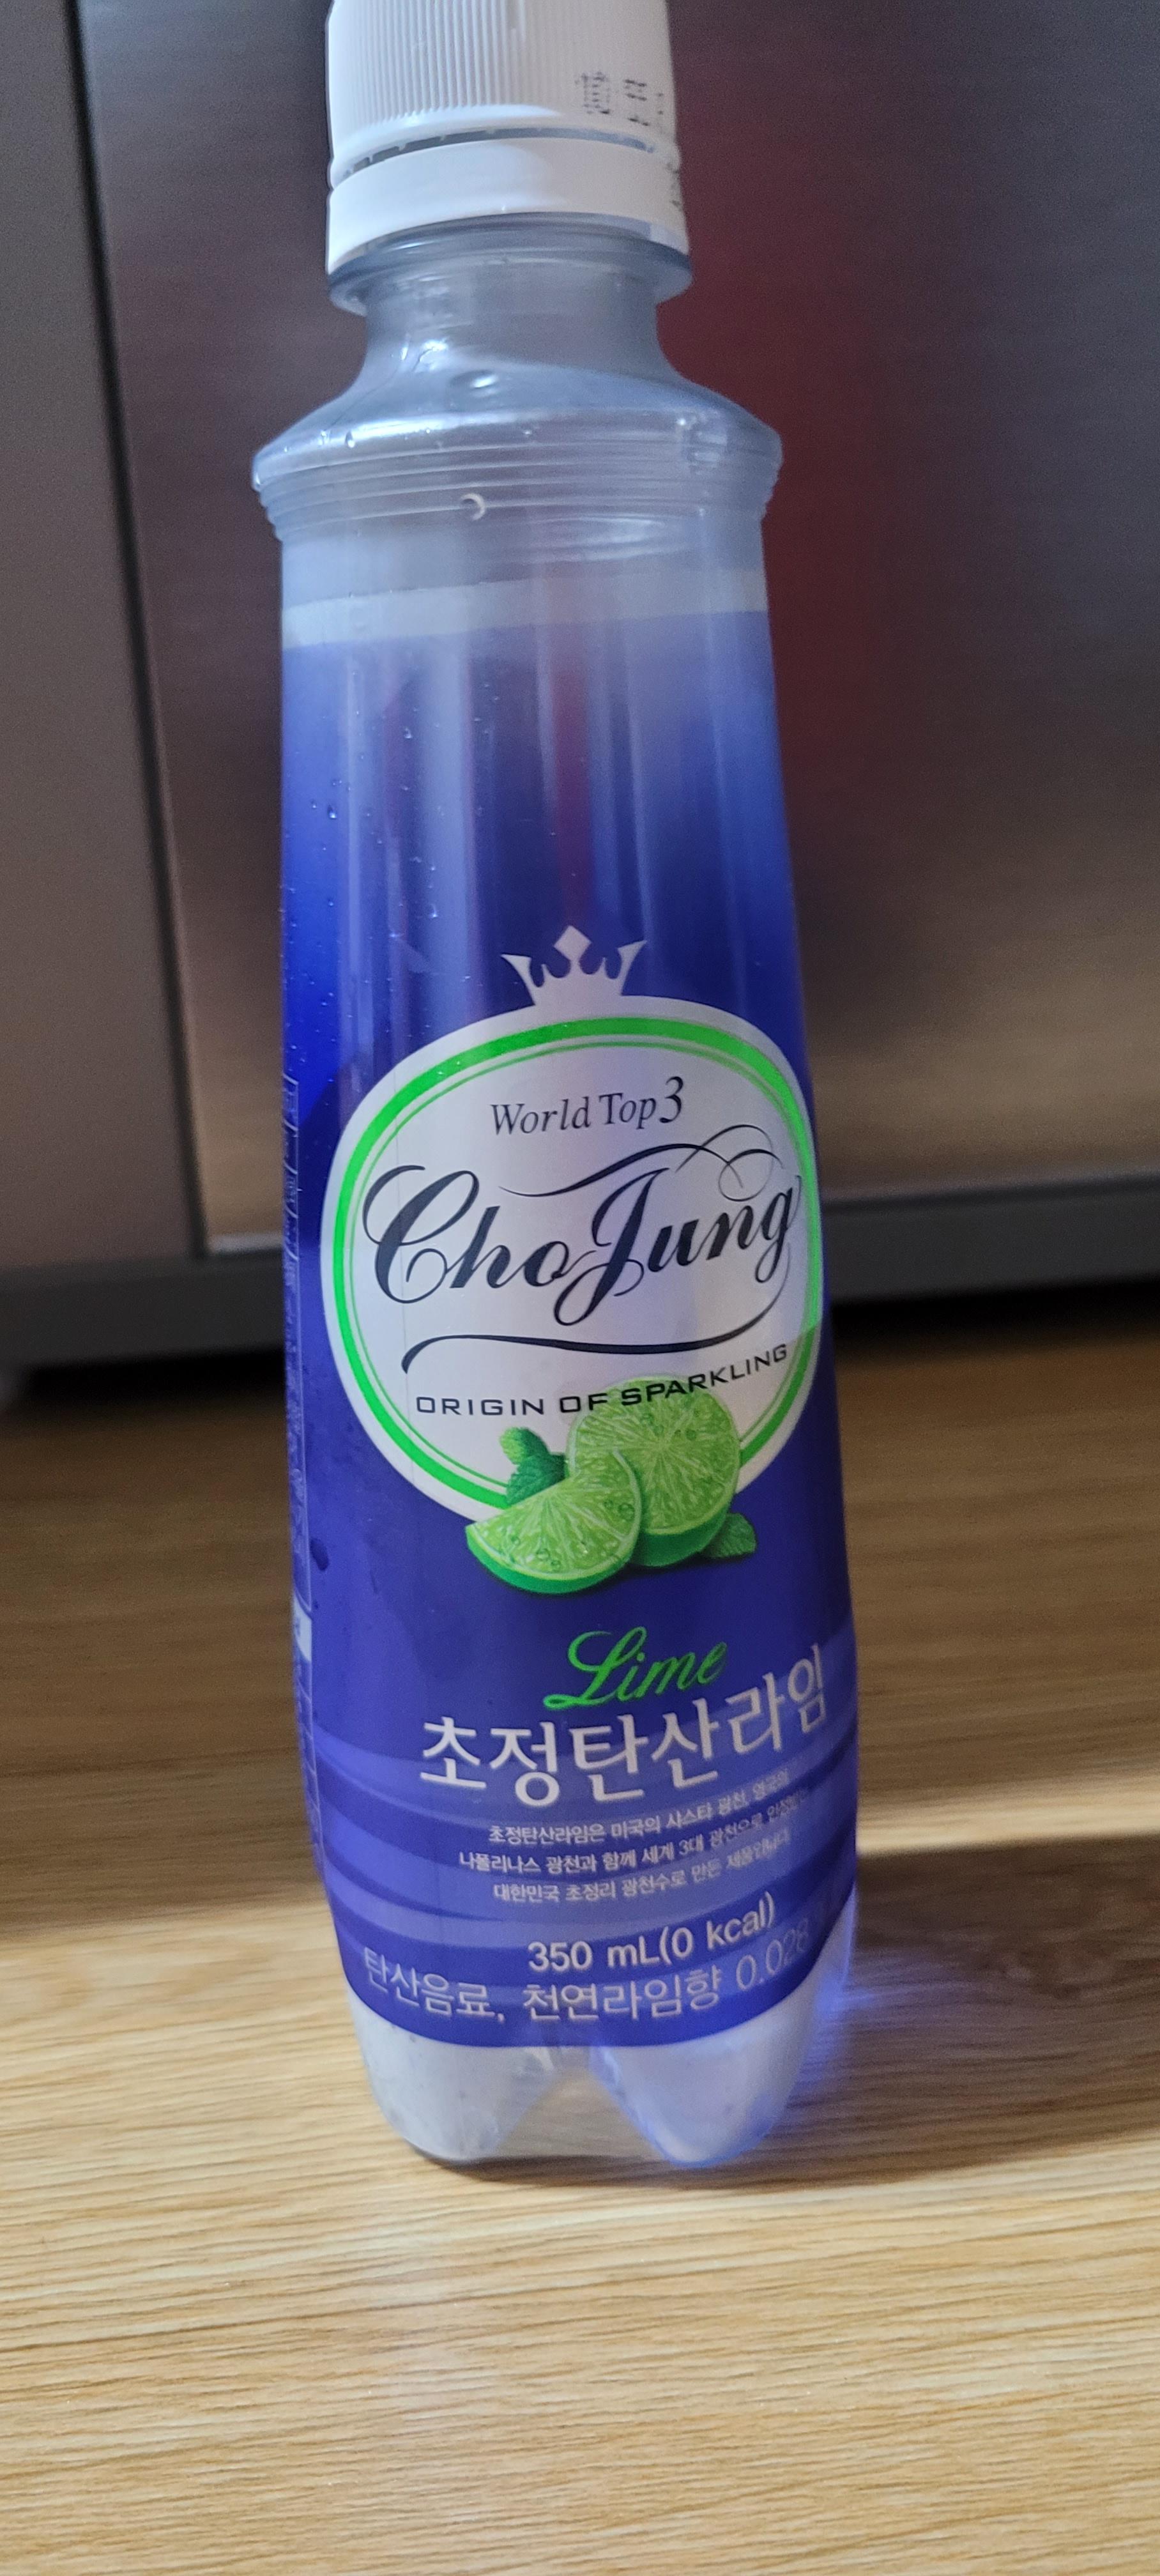 World Top 3
ChoJung
ORIGIN OF SPARKLING
Lime
초정탄산라임
초정탄산라임은 미국의 샤스타 광천, 영국의
나폴리나스 광천과 함께 세계 3대 광천으로
대한민국 초정리 광천수로 만든 제품입니다
350 mL(0 kcal)
탄산음료, 천연라임향 0.028